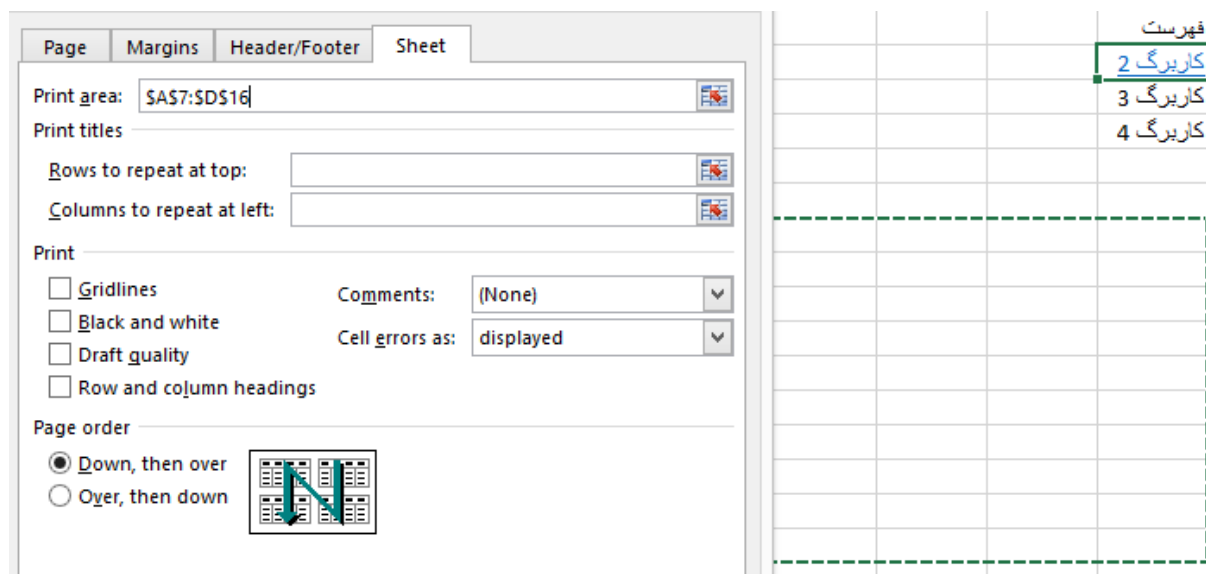 Page Margins Header/Footer Sheet
Print area: $A$7:$D$16
Print titles
Rows to repeat at top:
Columns to repeat at left:
Print
Gridlines
Black and white
Draft quality
Row and column headings
Comments: (None)
Cell errors as: displayed
Page order
Down, then over
Over, then down
فهرست
کاربرگ 2
کاربرگ 3
کاربرگ 4